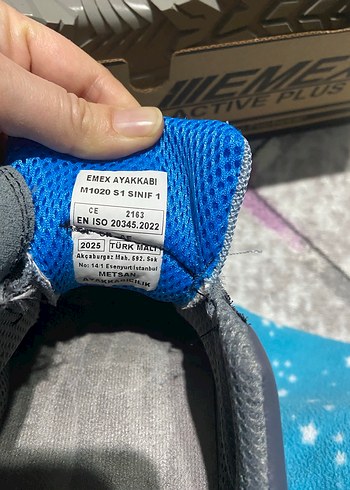 EMEX
ACTIVE PLUS
EMEX AYAKKABI
M1020 S1 SINIF 1
CE 2163
EN ISO 20345:2022
2025 TÜRK MALI
Akçaburgaz Mah. 592. Sok
No: 14/1 Esenyurt İstanbul
METSAN
AYAKKABICILIK